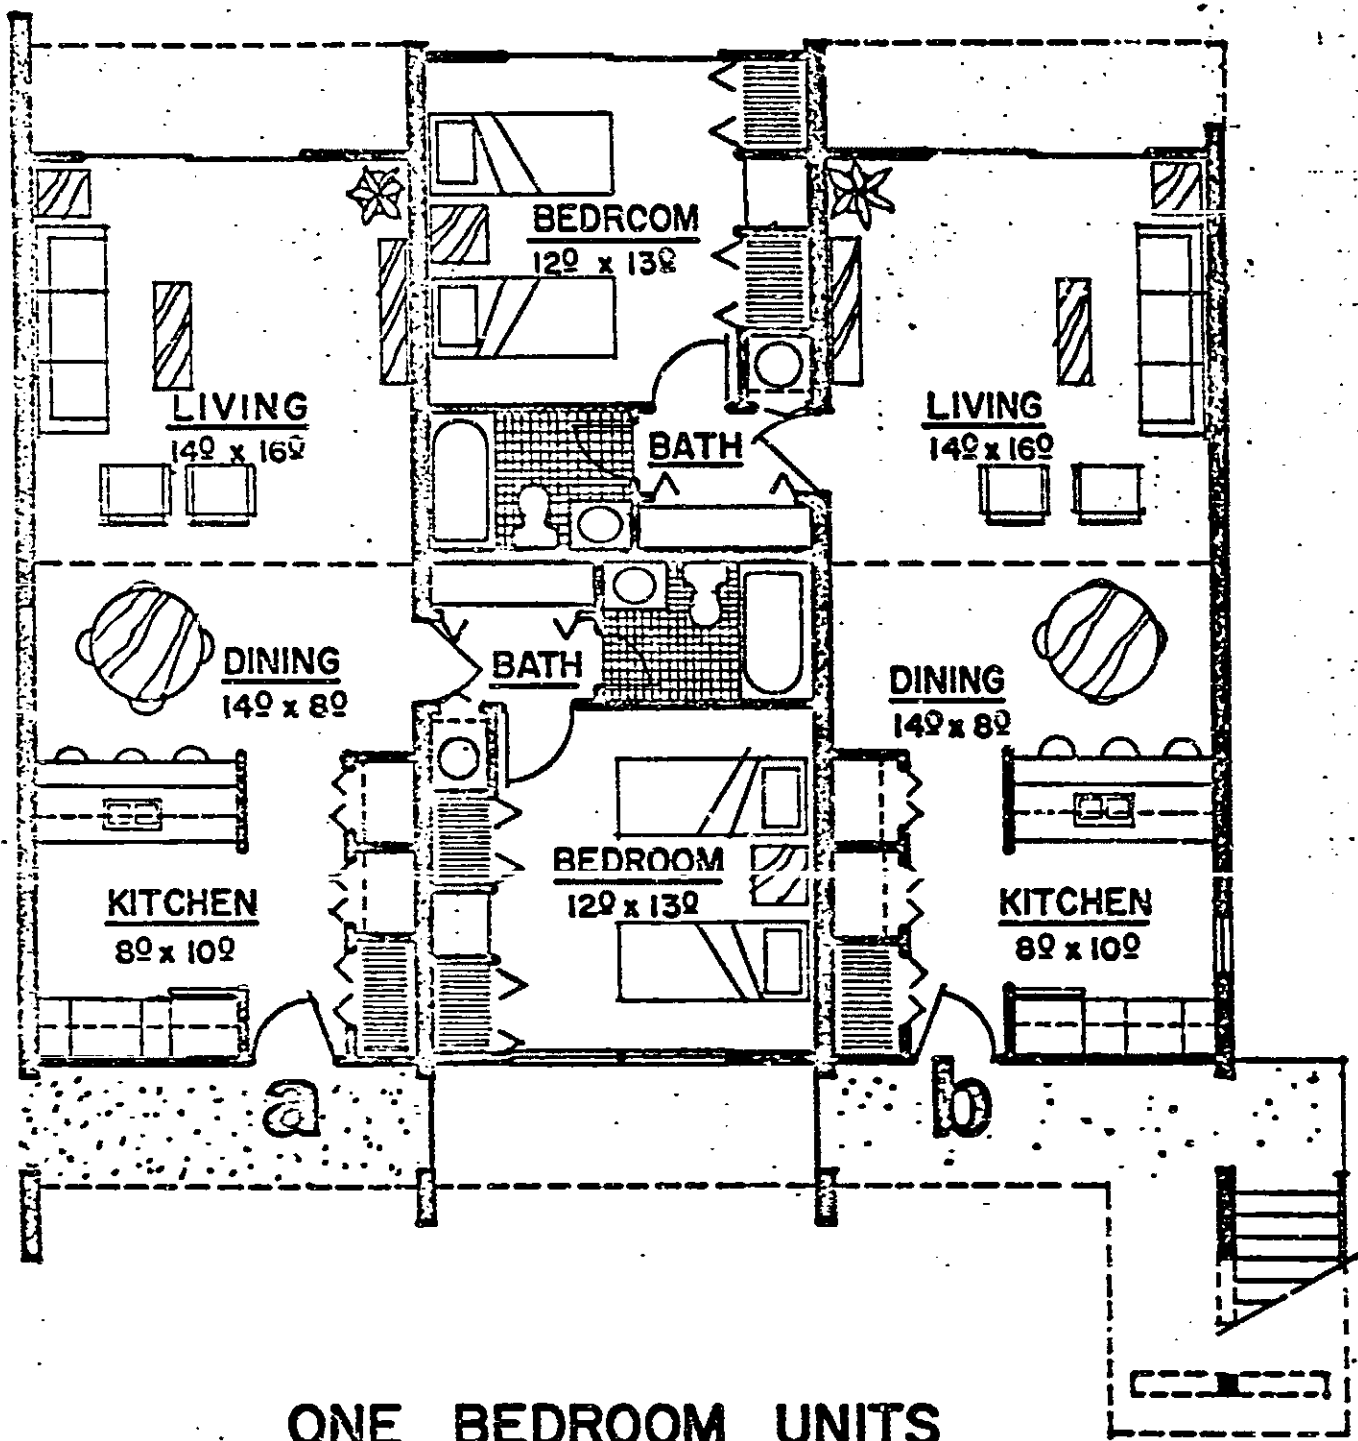 BEDRCOM
12º x 13º
LIVING
14º x 16º
LIVING
14º x 16º
BATH
DINING
14º x 8º
BATH
DINING
14º x 8º
BEDROOM
12º x 13º
KITCHEN
8º x 10º
KITCHEN
8º x 10º
a
b
ONE BEDROOM UNITS